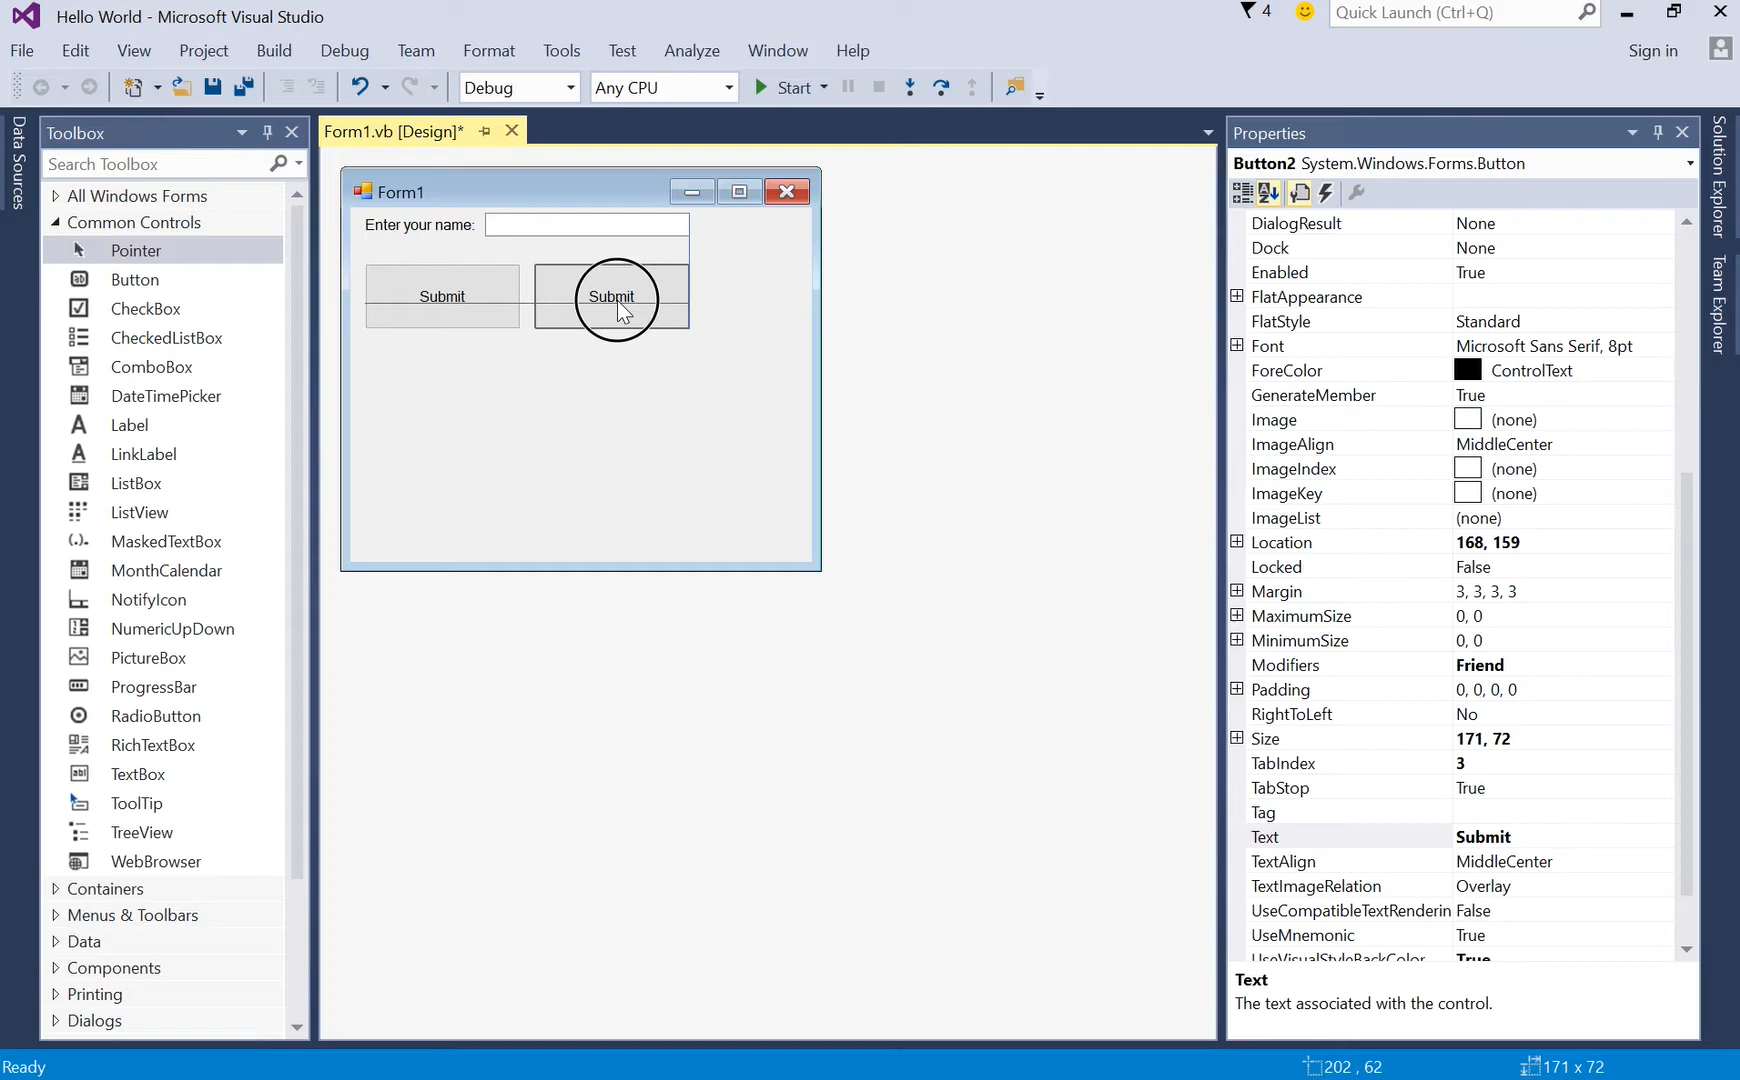 Hello World - Microsoft Visual Studio
4
Quick Launch (Ctrl+Q)
File Edit View Project Build Debug Team Format Tools Test Analyze Window Help
Sign in
Debug Any CPU Start
Data Sources
Toolbox
Search Toolbox
All Windows Forms
Common Controls
Pointer
Button
CheckBox
CheckedListBox
ComboBox
DateTimePicker
Label
LinkLabel
ListBox
ListView
MaskedTextBox
MonthCalendar
NotifyIcon
NumericUpDown
PictureBox
ProgressBar
RadioButton
RichTextBox
TextBox
ToolTip
TreeView
WebBrowser
Containers
Menus & Toolbars
Data
Components
Printing
Dialogs
Form1.vb [Design]*
Form1
Enter your name:
Submit Submit
Properties
Button2 System.Windows.Forms.Button
DialogResult None
Dock None
Enabled True
FlatAppearance
FlatStyle Standard
Font Microsoft Sans Serif, 8pt
ForeColor ControlText
GenerateMember True
Image (none)
ImageAlign MiddleCenter
ImageIndex (none)
ImageKey (none)
ImageList (none)
Location 168, 159
Locked False
Margin 3, 3, 3, 3
MaximumSize 0, 0
MinimumSize 0, 0
Modifiers Friend
Padding 0, 0, 0, 0
RightToLeft No
Size 171, 72
TabIndex 3
TabStop True
Tag
Text Submit
TextAlign MiddleCenter
TextImageRelation Overlay
UseCompatibleTextRenderin False
UseMnemonic True
UseVisualStyleBackColor True
Text
The text associated with the control.
Solution Explorer
Team Explorer
Ready
202 , 62
171 x 72